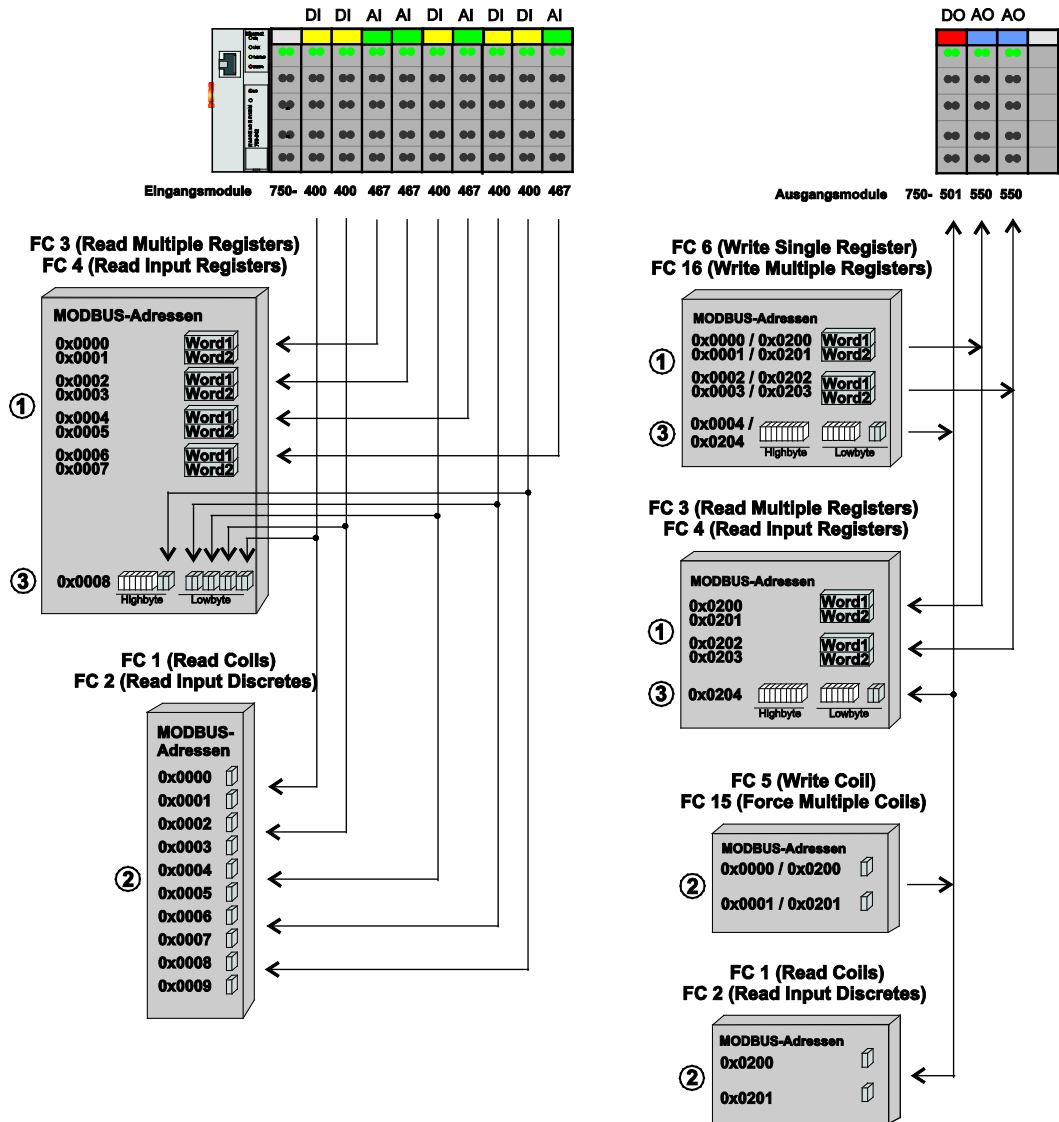 DI DI AI AI DI AI DI DI AI
Eingangsmodule 750- 400 400 467 467 400 467 400 400 467
FC 3 (Read Multiple Registers)
FC 4 (Read Input Registers)
MODBUS-Adressen
0x0000 Word1
0x0001 Word2
0x0002 Word1
0x0003 Word2
1
0x0004 Word1
0x0005 Word2
0x0006 Word1
0x0007 Word2
3 0x0008
Highbyte Lowbyte
FC 1 (Read Coils)
FC 2 (Read Input Discretes)
MODBUS-
Adressen
0x0000
0x0001
0x0002
0x0003
2 0x0004
0x0005
0x0006
0x0007
0x0008
0x0009
DO AO AO
Ausgangsmodule 750- 501 550 550
FC 6 (Write Single Register)
FC 16 (Write Multiple Registers)
MODBUS-Adressen
1 0x0000 / 0x0200 Word1
0x0001 / 0x0201 Word2
0x0002 / 0x0202 Word1
0x0003 / 0x0203 Word2
3 0x0004 /
0x0204
Highbyte Lowbyte
FC 3 (Read Multiple Registers)
FC 4 (Read Input Registers)
MODBUS-Adressen
0x0200 Word1
0x0201 Word2
1
0x0202 Word1
0x0203 Word2
3 0x0204
Highbyte Lowbyte
FC 5 (Write Coil)
FC 15 (Force Multiple Coils)
MODBUS-Adressen
0x0000 / 0x0200
2
0x0001 / 0x0201
FC 1 (Read Coils)
FC 2 (Read Input Discretes)
MODBUS-Adressen
0x0200
2
0x0201